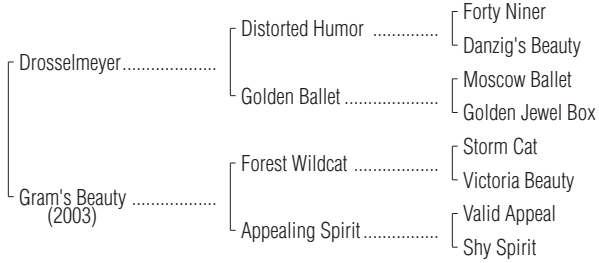 Forty Niner
Distorted Humor ..............
Danzig's Beauty
Drosselmeyer....................
Moscow Ballet
Golden Ballet ....................
Golden Jewel Box
Storm Cat
Forest Wildcat ..................
Victoria Beauty
Gram's Beauty ..................
(2003)
Valid Appeal
Appealing Spirit................
Shy Spirit